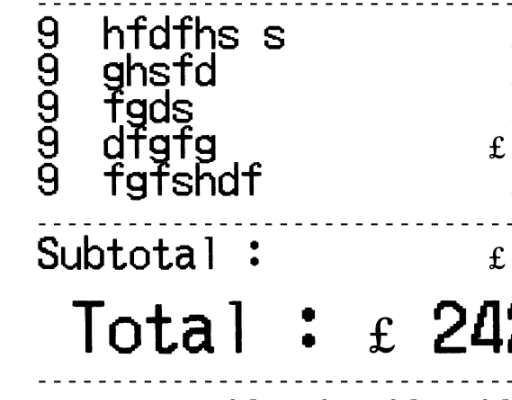 9 hfdfhs s
9 ghsfd
9 fgds
9 dfgfg £
9 fgfshdf
Subtotal : £
Total : £ 24